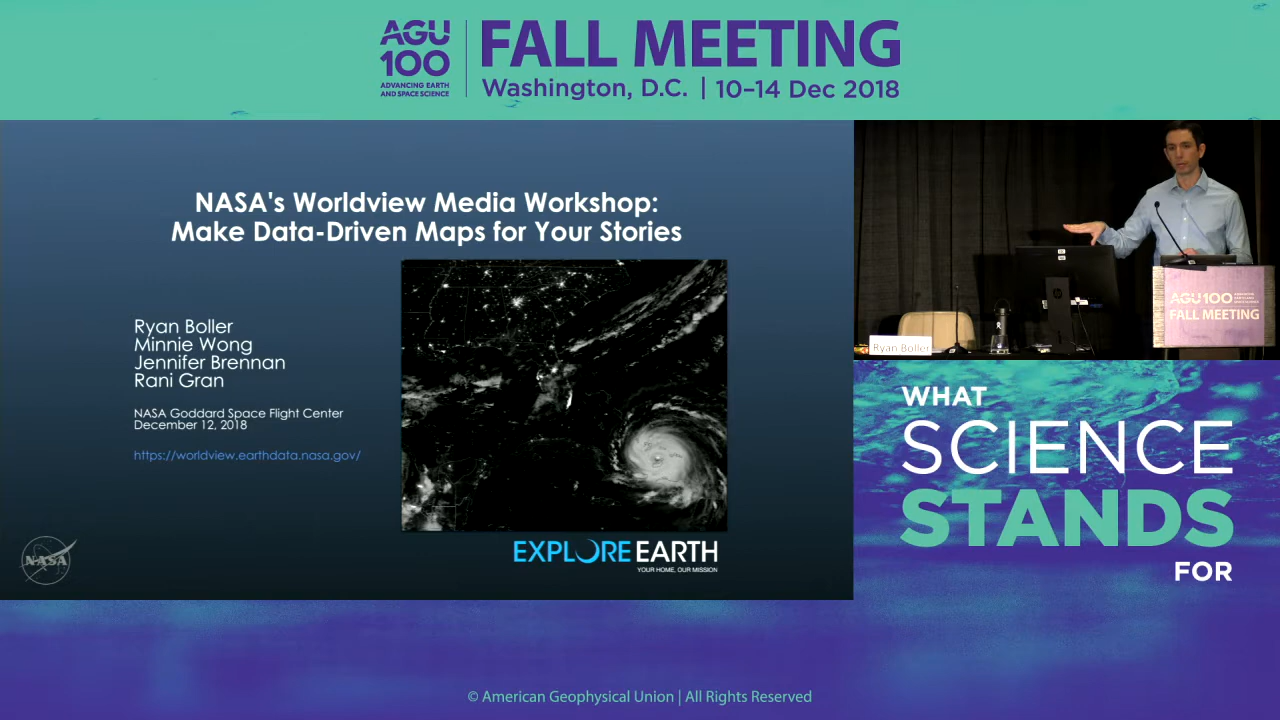 AGU
100
ADVANCING EARTH
AND SPACE SCIENCE
FALL MEETING
Washington, D.C. | 10–14 Dec 2018
NASA's Worldview Media Workshop:
Make Data-Driven Maps for Your Stories
Ryan Boller
Minnie Wong
Jennifer Brennan
Rani Gran
NASA Goddard Space Flight Center
December 12, 2018
https://worldview.earthdata.nasa.gov/
NASA
EXPLORE EARTH
YOUR HOME, OUR MISSION
Ryan Boller
AGU100
FALL MEETING
WHAT
SCIENCE
STANDS
FOR
© American Geophysical Union | All Rights Reserved